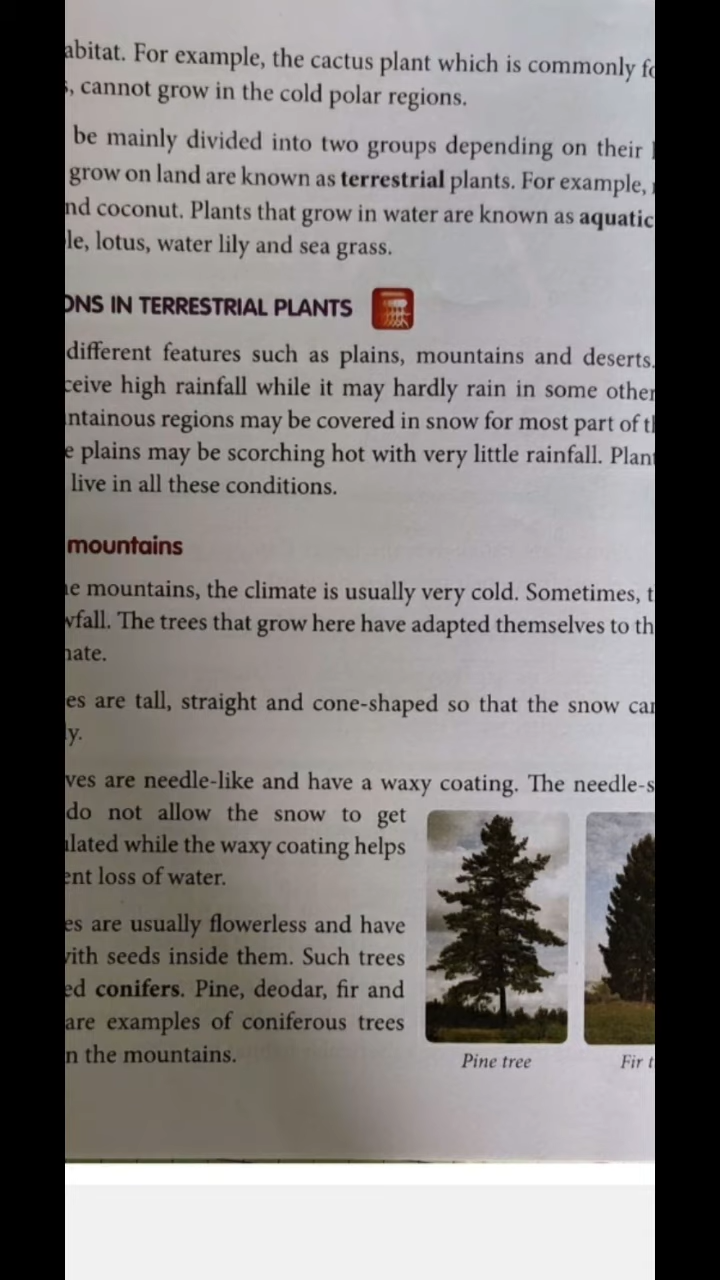 abitat. For example, the cactus plant which is commonly
, cannot grow in the cold polar regions.
be mainly divided into two groups depending on their
grow on land are known as terrestrial plants. For example,
nd coconut. Plants that grow in water are known as aquatic
le, lotus, water lily and sea grass.
ONS IN TERRESTRIAL PLANTS
different features such as plains, mountains and deserts.
ceive high rainfall while it may hardly rain in some other
ntainous regions may be covered in snow for most part of
e plains may be scorching hot with very little rainfall. Plan
live in all these conditions.
mountains
e mountains, the climate is usually very cold. Sometimes, t
fall. The trees that grow here have adapted themselves to th
ate.
es are tall, straight and cone-shaped so that the snow ca
ly.
ves are needle-like and have a waxy coating. The needle-s
do not allow the snow to get
lated while the waxy coating helps
ent loss of water.
es are usually flowerless and have
ith seeds inside them. Such trees
ed conifers. Pine, deodar, fir and
are examples of coniferous trees
n the mountains.
Pine tree
Fir t